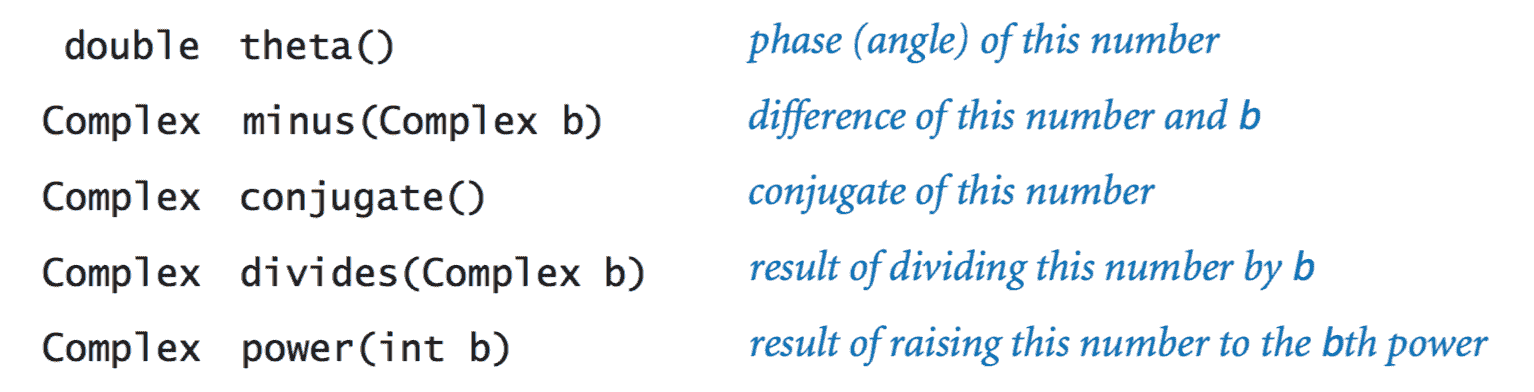 double theta() phase (angle) of this number
Complex minus(Complex b) difference of this number and b
Complex conjugate() conjugate of this number
Complex divides(Complex b) result of dividing this number by b
Complex power(int b) result of raising this number to the bth power